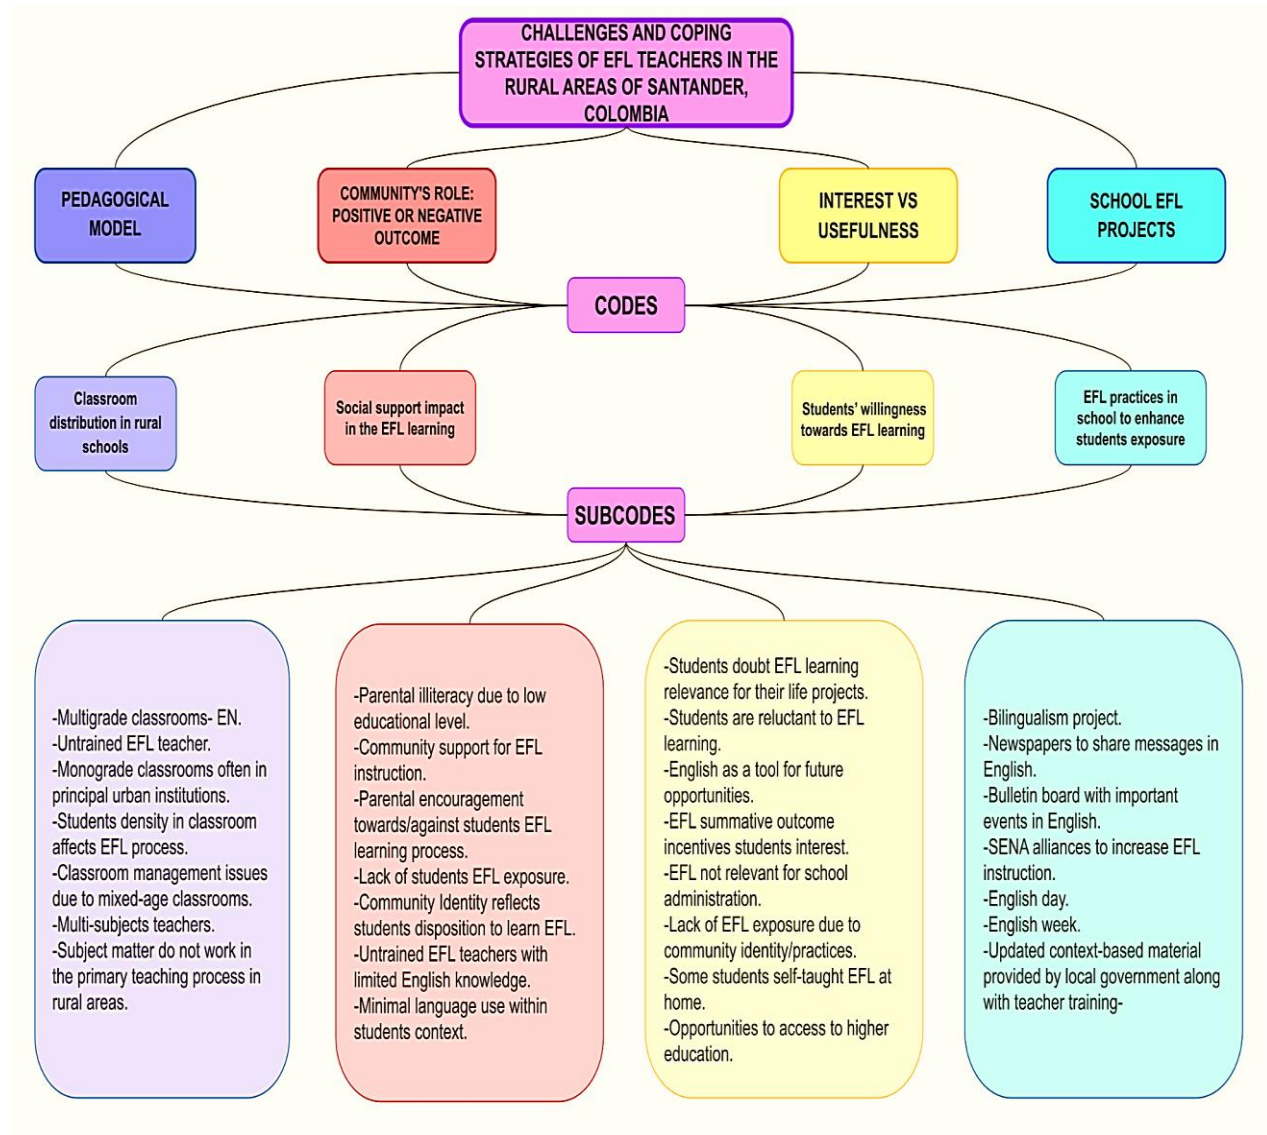 CHALLENGES AND COPING
STRATEGIES OF EFL TEACHERS IN THE
RURAL AREAS OF SANTANDER,
COLOMBIA
PEDAGOGICAL
MODEL
COMMUNITY'S ROLE:
POSITIVE OR NEGATIVE
OUTCOME
INTEREST VS
USEFULNESS
SCHOOL EFL
PROJECTS
CODES
Classroom
distribution in rural
schools
Social support impact
in the EFL learning
Students' willingness
towards EFL learning
EFL practices in
school to enhance
students exposure
SUBCODES
-Multigrade classrooms- EN.
-Untrained EFL teacher.
-Monograde classrooms often in
principal urban institutions.
-Students density in classroom
affects EFL process.
-Classroom management issues
due to mixed-age classrooms.
-Multi-subjects teachers.
-Subject matter do not work in
the primary teaching process in
rural areas.
-Parental illiteracy due to low
educational level.
-Community support for EFL
instruction.
-Parental encouragement
towards/against students EFL
learning process.
-Lack of students EFL exposure.
-Community Identity reflects
students disposition to learn EFL.
-Untrained EFL teachers with
limited English knowledge.
-Minimal language use within
students context.
-Students doubt EFL learning
relevance for their life projects.
-Students are reluctant to EFL
learning.
-English as a tool for future
opportunities.
-EFL summative outcome
incentives students interest.
-EFL not relevant for school
administration.
-Lack of EFL exposure due to
community identity/practices.
-Some students self-taught EFL at
home.
-Opportunities to access to higher
education.
-Bilingualism project.
-Newspapers to share messages in
English.
-Bulletin board with important
events in English.
-SENA alliances to increase EFL
instruction.
-English day.
-English week.
-Updated context-based material
provided by local government along
with teacher training-